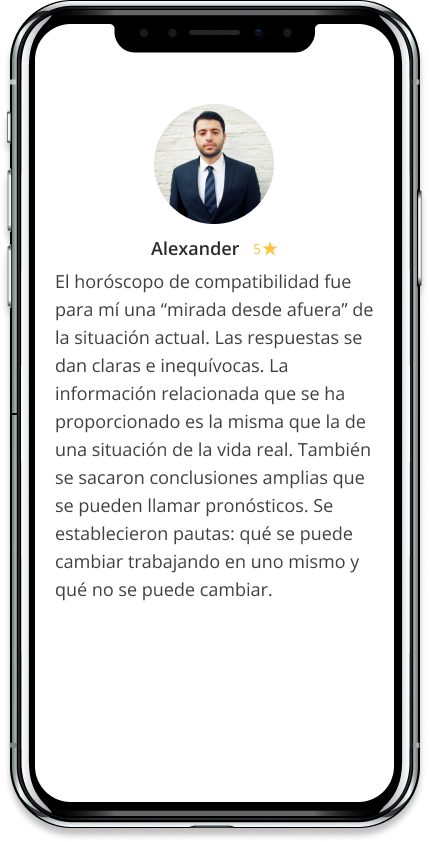 Alexander 5★
El horóscopo de compatibilidad fue
para mí una “mirada desde afuera” de
la situación actual. Las respuestas se
dan claras e inequívocas. La
información relacionada que se ha
proporcionado es la misma que la de
una situación de la vida real. También
se sacaron conclusiones amplias que
se pueden llamar pronósticos. Se
establecieron pautas: qué se puede
cambiar trabajando en uno mismo y
qué no se puede cambiar.